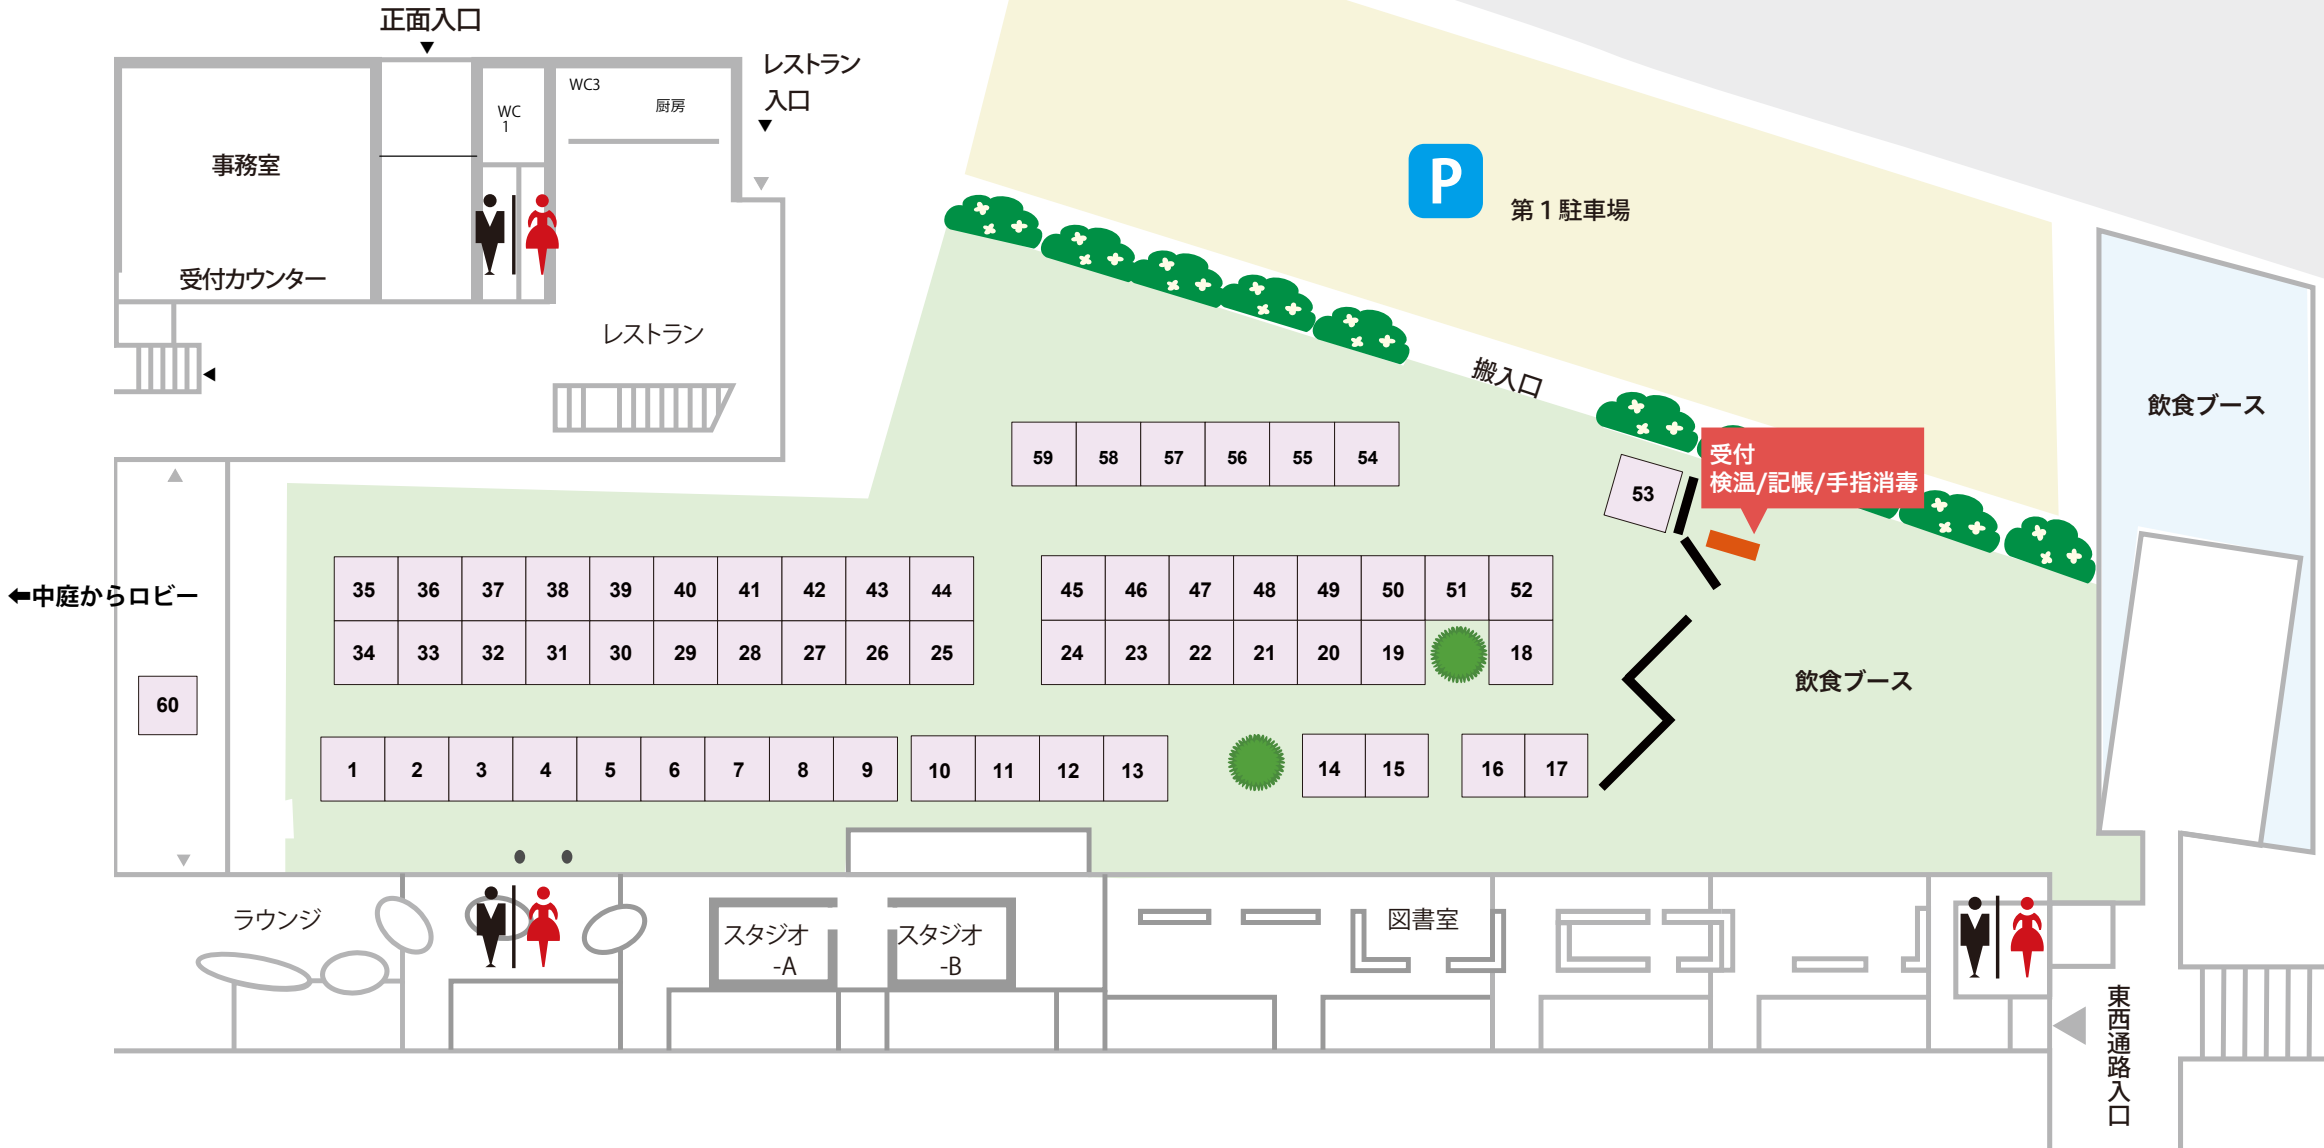 正面入口
レストラン
入口
WC3
厨房
WC
1
事務室
受付カウンター
レストラン
P
第1駐車場
搬入口
飲食ブース
受付
検温/記帳/手指消毒
59 58 57 56 55 54
53
35 36 37 38 39 40 41 42 43 44
45 46 47 48 49 50 51 52
←中庭からロビー
34 33 32 31 30 29 28 27 26 25
24 23 22 21 20 19 18
飲食ブース
60
1 2 3 4 5 6 7 8 9
10 11 12 13
14 15
16 17
ラウンジ
スタジオ
-A
スタジオ
-B
図書室
東西通路入口